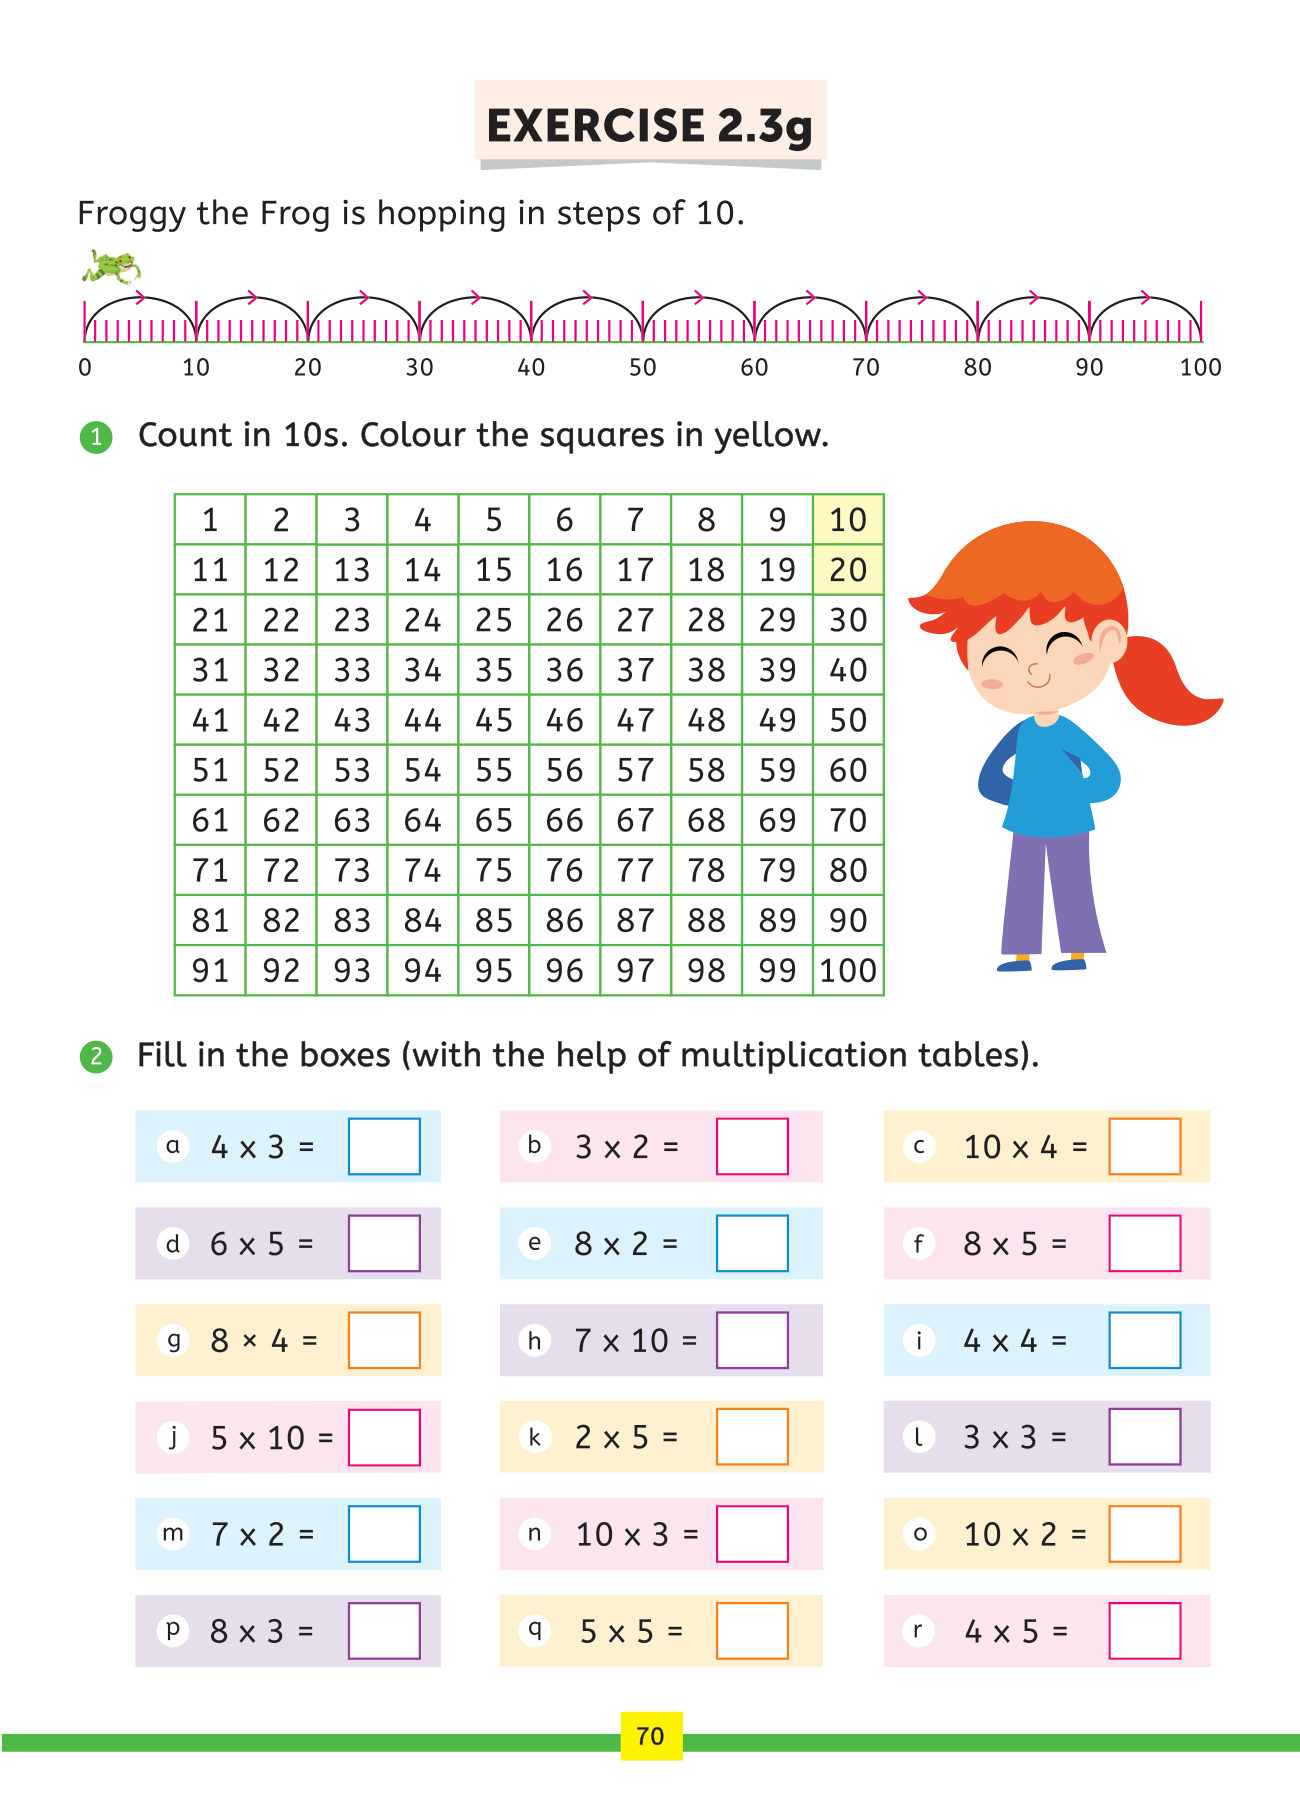 EXERCISE 2.3g
Froggy the Frog is hopping in steps of 10.
0 10 20 30 40 50 60 70 80 90 100
1 Count in 10s. Colour the squares in yellow.
1 2 3 4 5 6 7 8 9 10
11 12 13 14 15 16 17 18 19 20
21 22 23 24 25 26 27 28 29 30
31 32 33 34 35 36 37 38 39 40
41 42 43 44 45 46 47 48 49 50
51 52 53 54 55 56 57 58 59 60
61 62 63 64 65 66 67 68 69 70
71 72 73 74 75 76 77 78 79 80
81 82 83 84 85 86 87 88 89 90
91 92 93 94 95 96 97 98 99 100
2 Fill in the boxes (with the help of multiplication tables).
a 4 x 3 = b 3 x 2 = c 10 x 4 =
d 6 x 5 = e 8 x 2 = f 8 x 5 =
g 8 × 4 = h 7 x 10 = i 4 x 4 =
j 5 x 10 = k 2 x 5 = l 3 x 3 =
m 7 x 2 = n 10 x 3 = o 10 x 2 =
p 8 x 3 = q 5 x 5 = r 4 x 5 =
70